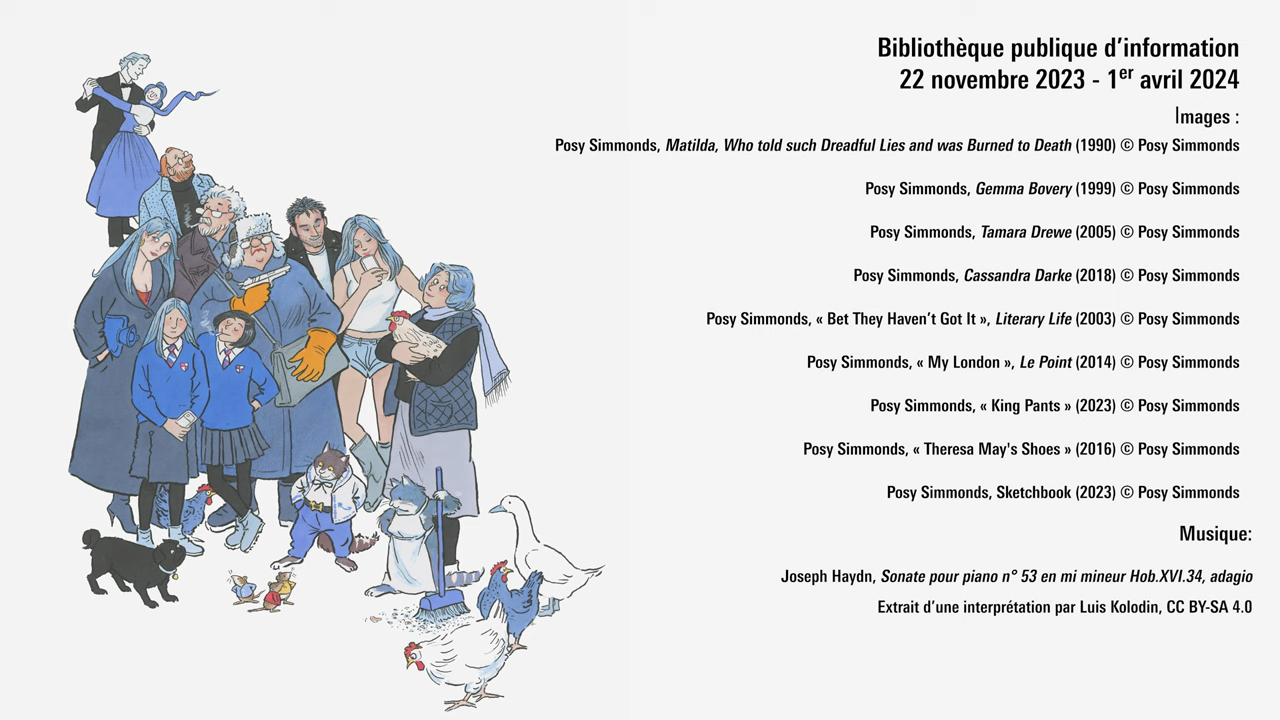 Bibliothèque publique d’information
22 novembre 2023 - 1er avril 2024
Images :
Posy Simmonds, Matilda, Who told such Dreadful Lies and was Burned to Death (1990) © Posy Simmonds
Posy Simmonds, Gemma Bovery (1999) © Posy Simmonds
Posy Simmonds, Tamara Drewe (2005) © Posy Simmonds
Posy Simmonds, Cassandra Darke (2018) © Posy Simmonds
Posy Simmonds, « Bet They Haven’t Got It », Literary Life (2003) © Posy Simmonds
Posy Simmonds, « My London », Le Point (2014) © Posy Simmonds
Posy Simmonds, « King Pants » (2023) © Posy Simmonds
Posy Simmonds, « Theresa May's Shoes » (2016) © Posy Simmonds
Posy Simmonds, Sketchbook (2023) © Posy Simmonds
Musique:
Joseph Haydn, Sonate pour piano n° 53 en mi mineur Hob.XVI.34, adagio
Extrait d’une interprétation par Luis Kolodin, CC BY-SA 4.0